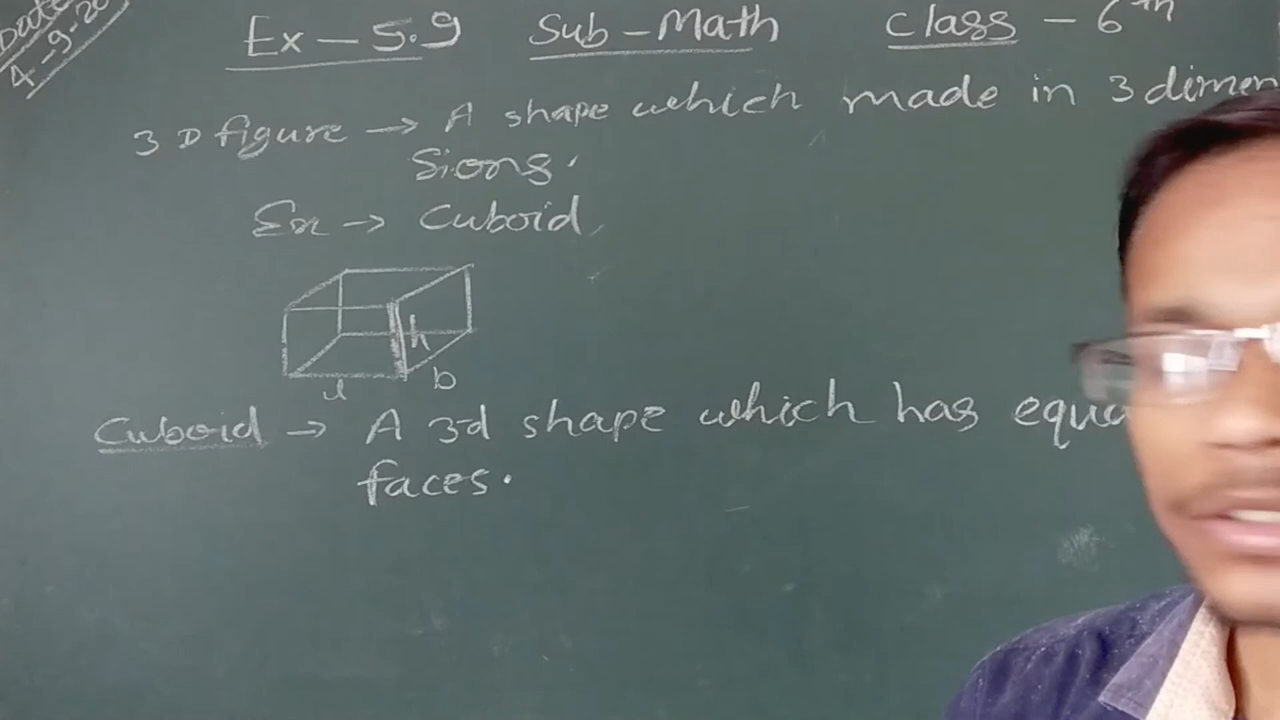 Date
4-9-20
Ex - 5.9 Sub - Math Class - 6th
3D figure → A shape which made in 3 dimen
sions.
Ex → Cuboid
h
l b
Cuboid → A 3-d shape which has equa
faces.